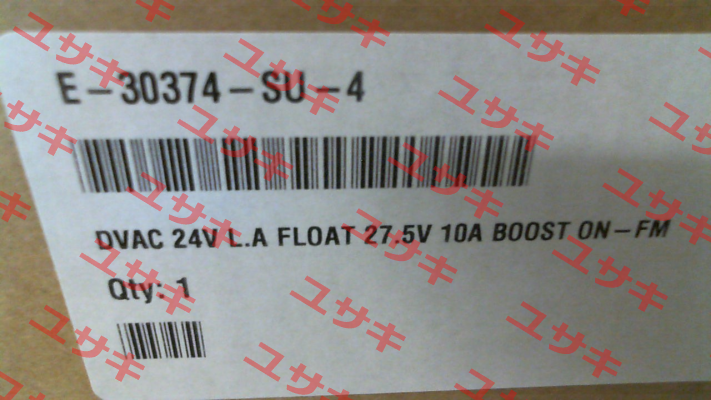 E-30374-SU-4
DVAC 24V L.A FLOAT 27.5V 10A BOOST ON-FM
Qty: 1
ユサキ